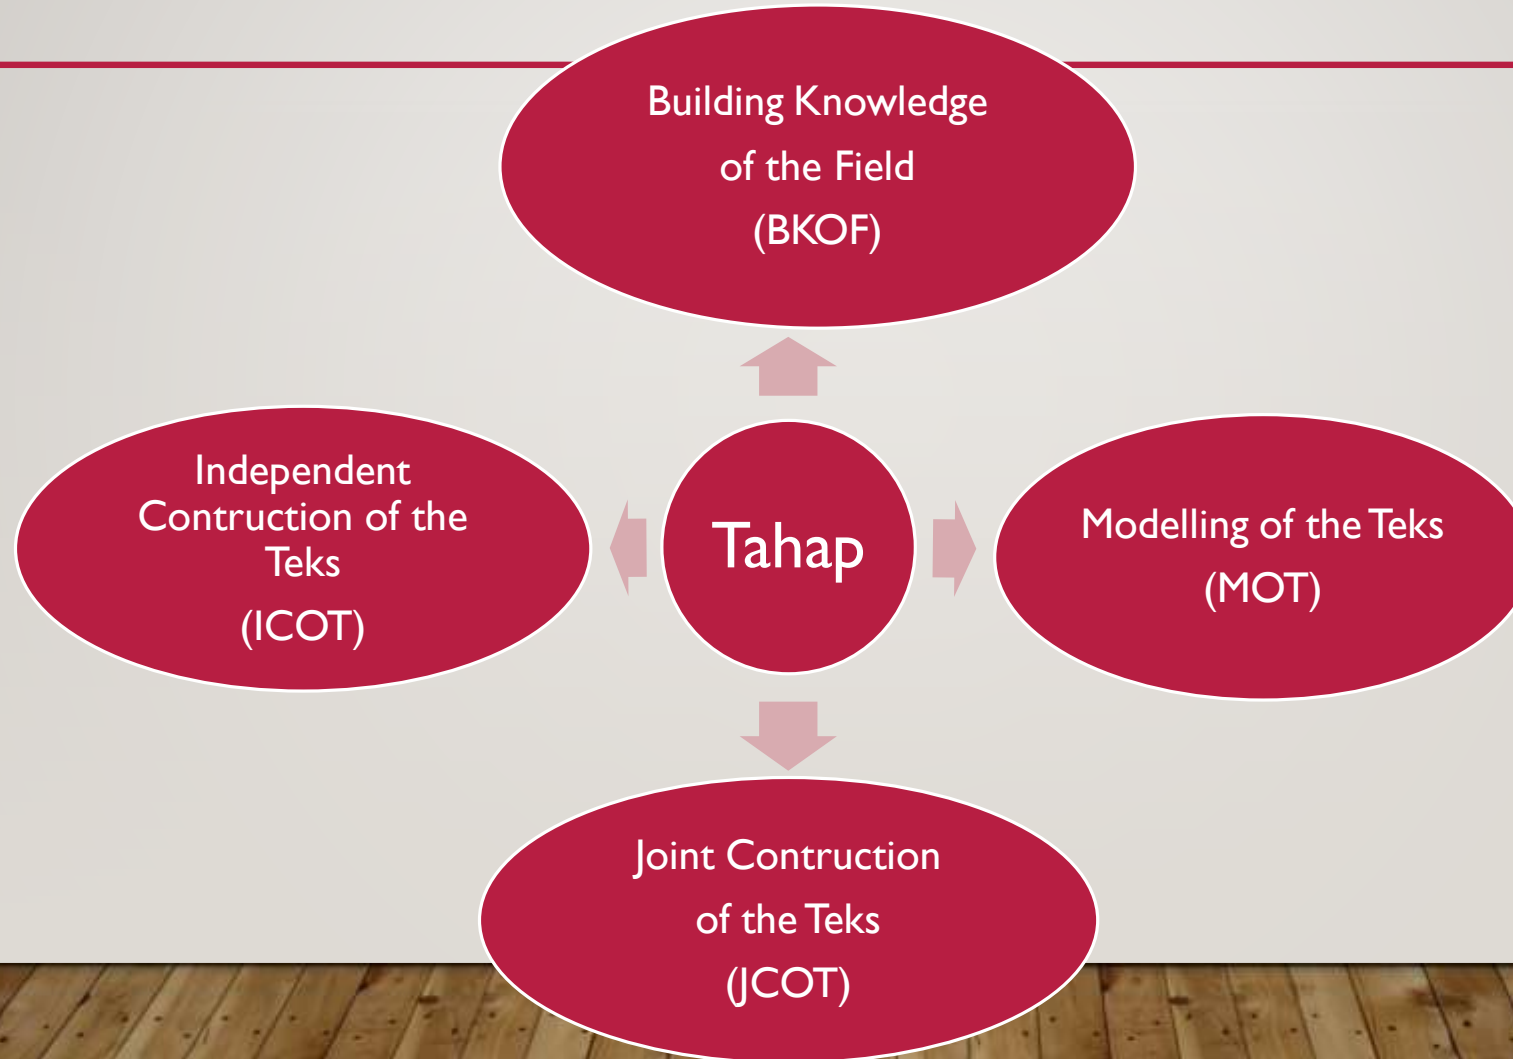 Building Knowledge
of the Field
(BKOF)
Independent
Contruction of the
Teks
(ICOT)
Tahap
Modelling of the Teks
(MOT)
Joint Contruction
of the Teks
(JCOT)